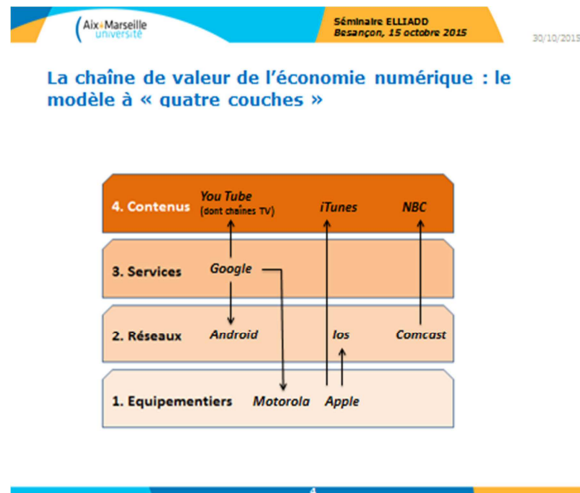 Aix*Marseille
université
Séminaire ELLIADD
Besançon, 15 octobre 2015
30/10/2015
La chaîne de valeur de l'économie numérique : le
modèle à « quatre couches »
4. Contenus
You Tube
(dont chaînes TV)
iTunes
NBC
3. Services
Google
2. Réseaux
Android
Ios
Comcast
1. Equipementiers
Motorola
Apple